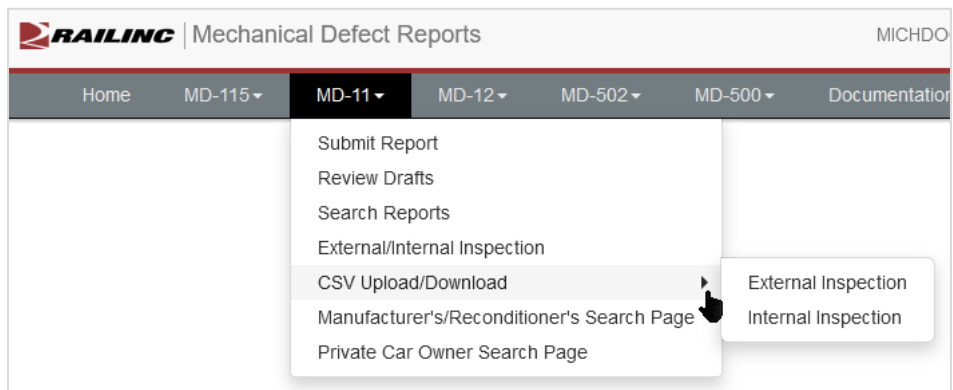 RAILINC | Mechanical Defect Reports MICHDO
Home MD-115 MD-11 MD-12 MD-502 MD-500 Documentation
Submit Report
Review Drafts
Search Reports
External/Internal Inspection
CSV Upload/Download External Inspection
Manufacturer's/Reconditioner's Search Page Internal Inspection
Private Car Owner Search Page